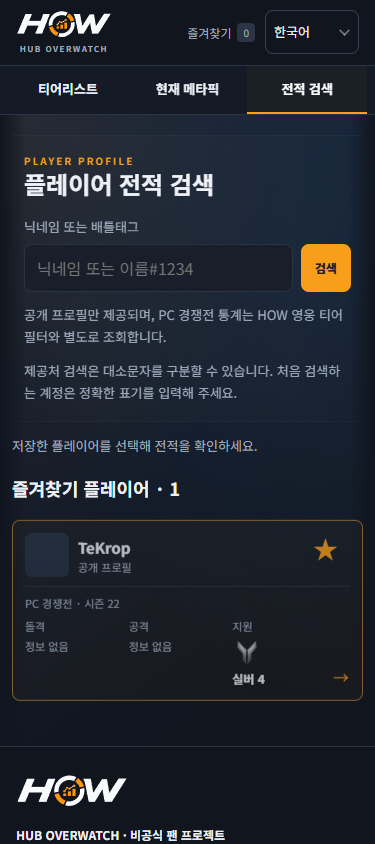 HOW
HUB OVERWATCH
즐겨찾기 0
한국어
티어리스트
현재 메타픽
전적 검색
PLAYER PROFILE
플레이어 전적 검색
닉네임 또는 배틀태그
닉네임 또는 이름#1234
검색
공개 프로필만 제공되며, PC 경쟁전 통계는 HOW 영웅 티어
필터와 별도로 조회합니다.
제공처 검색은 대소문자를 구분할 수 있습니다. 처음 검색하
는 계정은 정확한 표기를 입력해 주세요.
저장한 플레이어를 선택해 전적을 확인하세요.
즐겨찾기 플레이어 · 1
TeKrop
공개 프로필
PC 경쟁전 · 시즌 22
돌격
정보 없음
공격
정보 없음
지원
실버 4
→
HOW
HUB OVERWATCH · 비공식 팬 프로젝트